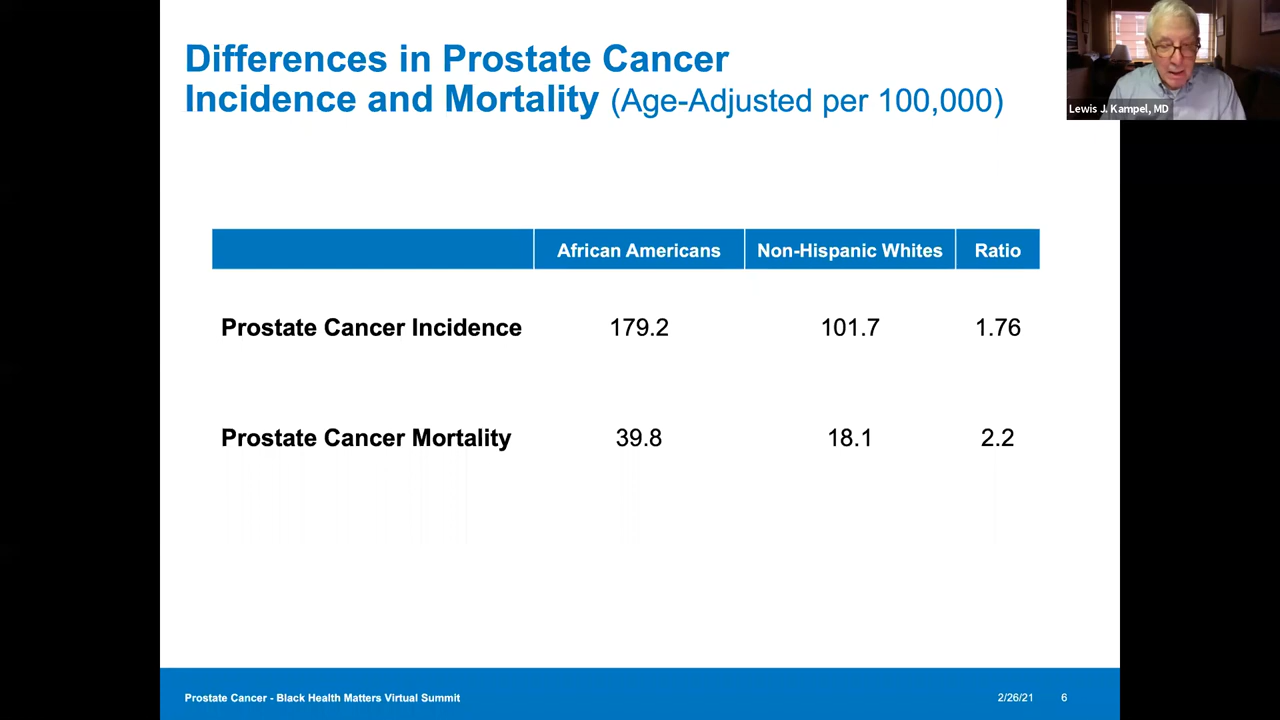 Differences in Prostate Cancer
Incidence and Mortality (Age-Adjusted per 100,000)
Lewis J. Kampel, MD
African Americans Non-Hispanic Whites Ratio
Prostate Cancer Incidence 179.2 101.7 1.76
Prostate Cancer Mortality 39.8 18.1 2.2
Prostate Cancer - Black Health Matters Virtual Summit 2/26/21 6